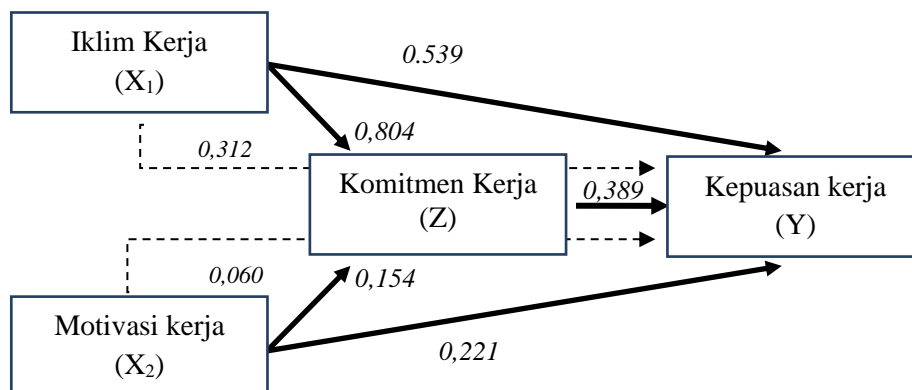 Iklim Kerja
(X₁)
0.539
0,804
0,312
Komitmen Kerja
(Z)
0,389
Kepuasan kerja
(Y)
0,060
0,154
Motivasi kerja
(X₂)
0,221